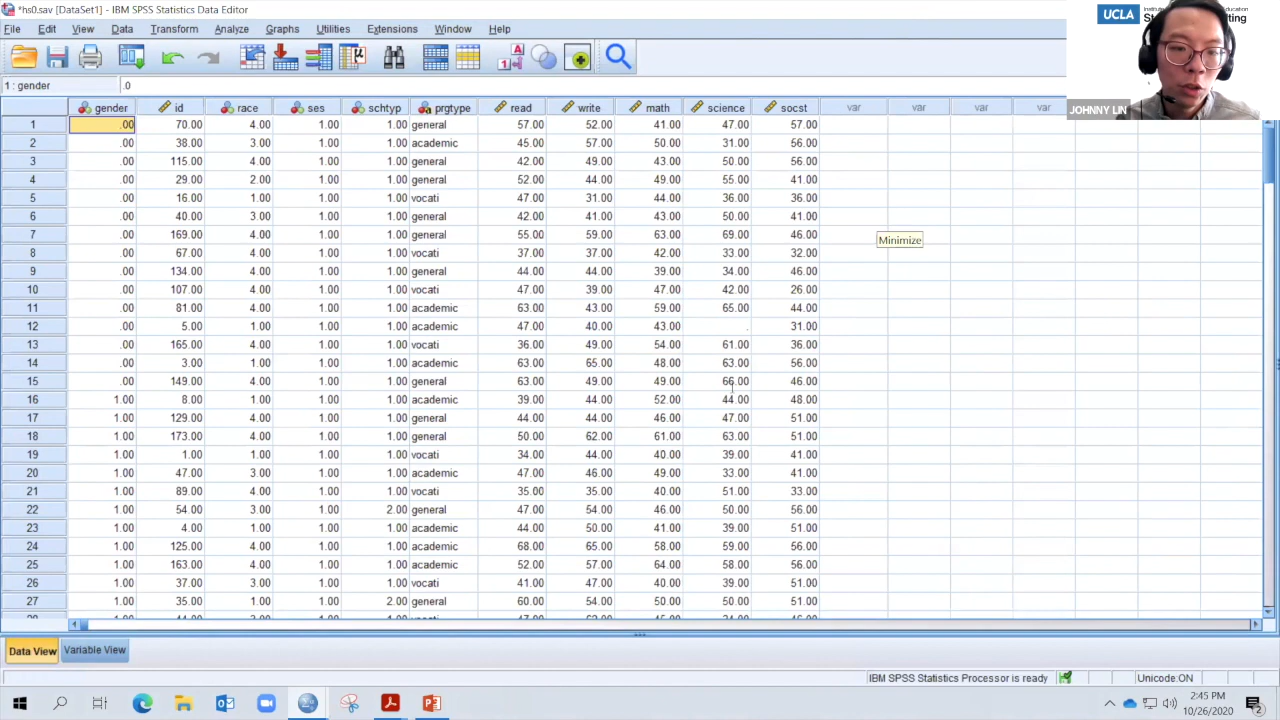 *hs0.sav [DataSet1] - IBM SPSS Statistics Data Editor
File Edit View Data Transform Analyze Graphs Utilities Extensions Window Help
UCLA
JOHNNY LIN
1 : gender .0
gender id race ses schtyp prgtype read write math science socst var var var var
1 .00 70.00 4.00 1.00 1.00 general 57.00 52.00 41.00 47.00 57.00
2 .00 38.00 3.00 1.00 1.00 academic 45.00 57.00 50.00 31.00 56.00
3 .00 115.00 4.00 1.00 1.00 general 42.00 49.00 43.00 50.00 56.00
4 .00 29.00 2.00 1.00 1.00 general 52.00 44.00 49.00 55.00 41.00
5 .00 16.00 1.00 1.00 1.00 vocati 47.00 31.00 44.00 36.00 36.00
6 .00 40.00 3.00 1.00 1.00 general 42.00 41.00 43.00 50.00 41.00
7 .00 169.00 4.00 1.00 1.00 general 55.00 59.00 63.00 69.00 46.00
Minimize
8 .00 67.00 4.00 1.00 1.00 vocati 37.00 37.00 42.00 33.00 32.00
9 .00 134.00 4.00 1.00 1.00 general 44.00 44.00 39.00 34.00 46.00
10 .00 107.00 4.00 1.00 1.00 vocati 47.00 39.00 47.00 42.00 26.00
11 .00 81.00 4.00 1.00 1.00 academic 63.00 43.00 59.00 65.00 44.00
12 .00 5.00 1.00 1.00 1.00 academic 47.00 40.00 43.00 . 31.00
13 .00 165.00 4.00 1.00 1.00 vocati 36.00 49.00 54.00 61.00 36.00
14 .00 3.00 1.00 1.00 1.00 academic 63.00 65.00 48.00 63.00 56.00
15 .00 149.00 4.00 1.00 1.00 general 63.00 49.00 49.00 66.00 46.00
16 1.00 8.00 1.00 1.00 1.00 academic 39.00 44.00 52.00 44.00 48.00
17 1.00 129.00 4.00 1.00 1.00 general 44.00 44.00 46.00 47.00 51.00
18 1.00 173.00 4.00 1.00 1.00 general 50.00 62.00 61.00 63.00 51.00
19 1.00 1.00 1.00 1.00 1.00 vocati 34.00 44.00 40.00 39.00 41.00
20 1.00 47.00 3.00 1.00 1.00 academic 47.00 46.00 49.00 33.00 41.00
21 1.00 89.00 4.00 1.00 1.00 vocati 35.00 35.00 40.00 51.00 33.00
22 1.00 54.00 3.00 1.00 2.00 general 47.00 54.00 46.00 50.00 56.00
23 1.00 4.00 1.00 1.00 1.00 academic 44.00 50.00 41.00 39.00 51.00
24 1.00 125.00 4.00 1.00 1.00 academic 68.00 65.00 58.00 59.00 56.00
25 1.00 163.00 4.00 1.00 1.00 academic 52.00 57.00 64.00 58.00 56.00
26 1.00 37.00 3.00 1.00 1.00 vocati 41.00 47.00 40.00 39.00 51.00
27 1.00 35.00 1.00 1.00 2.00 general 60.00 54.00 50.00 50.00 51.00
Data View Variable View
IBM SPSS Statistics Processor is ready Unicode:ON
2:45 PM
10/26/2020
2